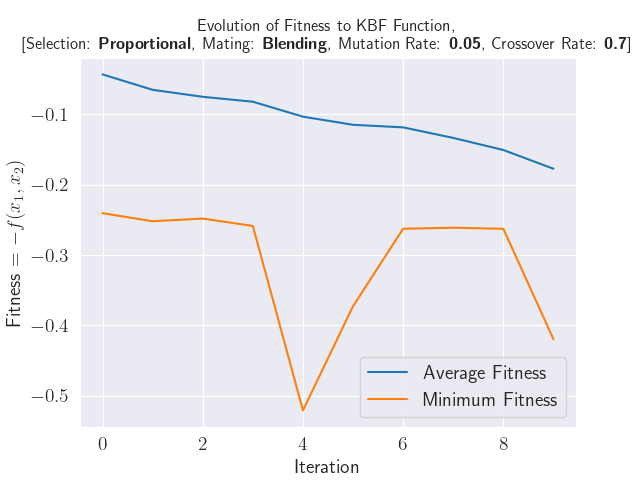 Evolution of Fitness to KBF Function,
[Selection: Proportional, Mating: Blending, Mutation Rate: 0.05, Crossover Rate: 0.7]
Fitness = −f(x₁, x₂)
−0.1
−0.2
−0.3
−0.4
−0.5
Average Fitness
Minimum Fitness
0 2 4 6 8
Iteration